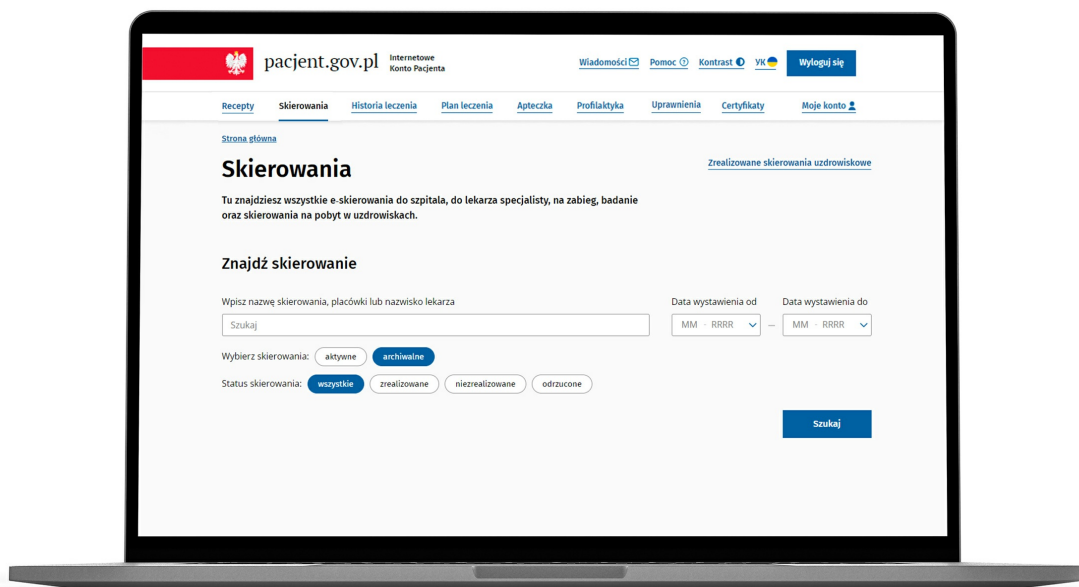 pacjent.gov.pl
Internetowe
Konto Pacjenta
Wiadomości Pomoc Kontrast УК Wyloguj się
Recepty Skierowania Historia leczenia Plan leczenia Apteczka Profilaktyka Uprawnienia Certyfikaty Moje konto
Strona główna
Skierowania
Zrealizowane skierowania uzdrowiskowe
Tu znajdziesz wszystkie e-skierowania do szpitala, do lekarza specjalisty, na zabieg, badanie
oraz skierowania na pobyt w uzdrowiskach.
Znajdź skierowanie
Wpisz nazwę skierowania, placówki lub nazwisko lekarza Data wystawienia od Data wystawienia do
Szukaj MM - RRRR – MM - RRRR
Wybierz skierowania: aktywne archiwalne
Status skierowania: wszystkie zrealizowane niezrealizowane odrzucone
Szukaj